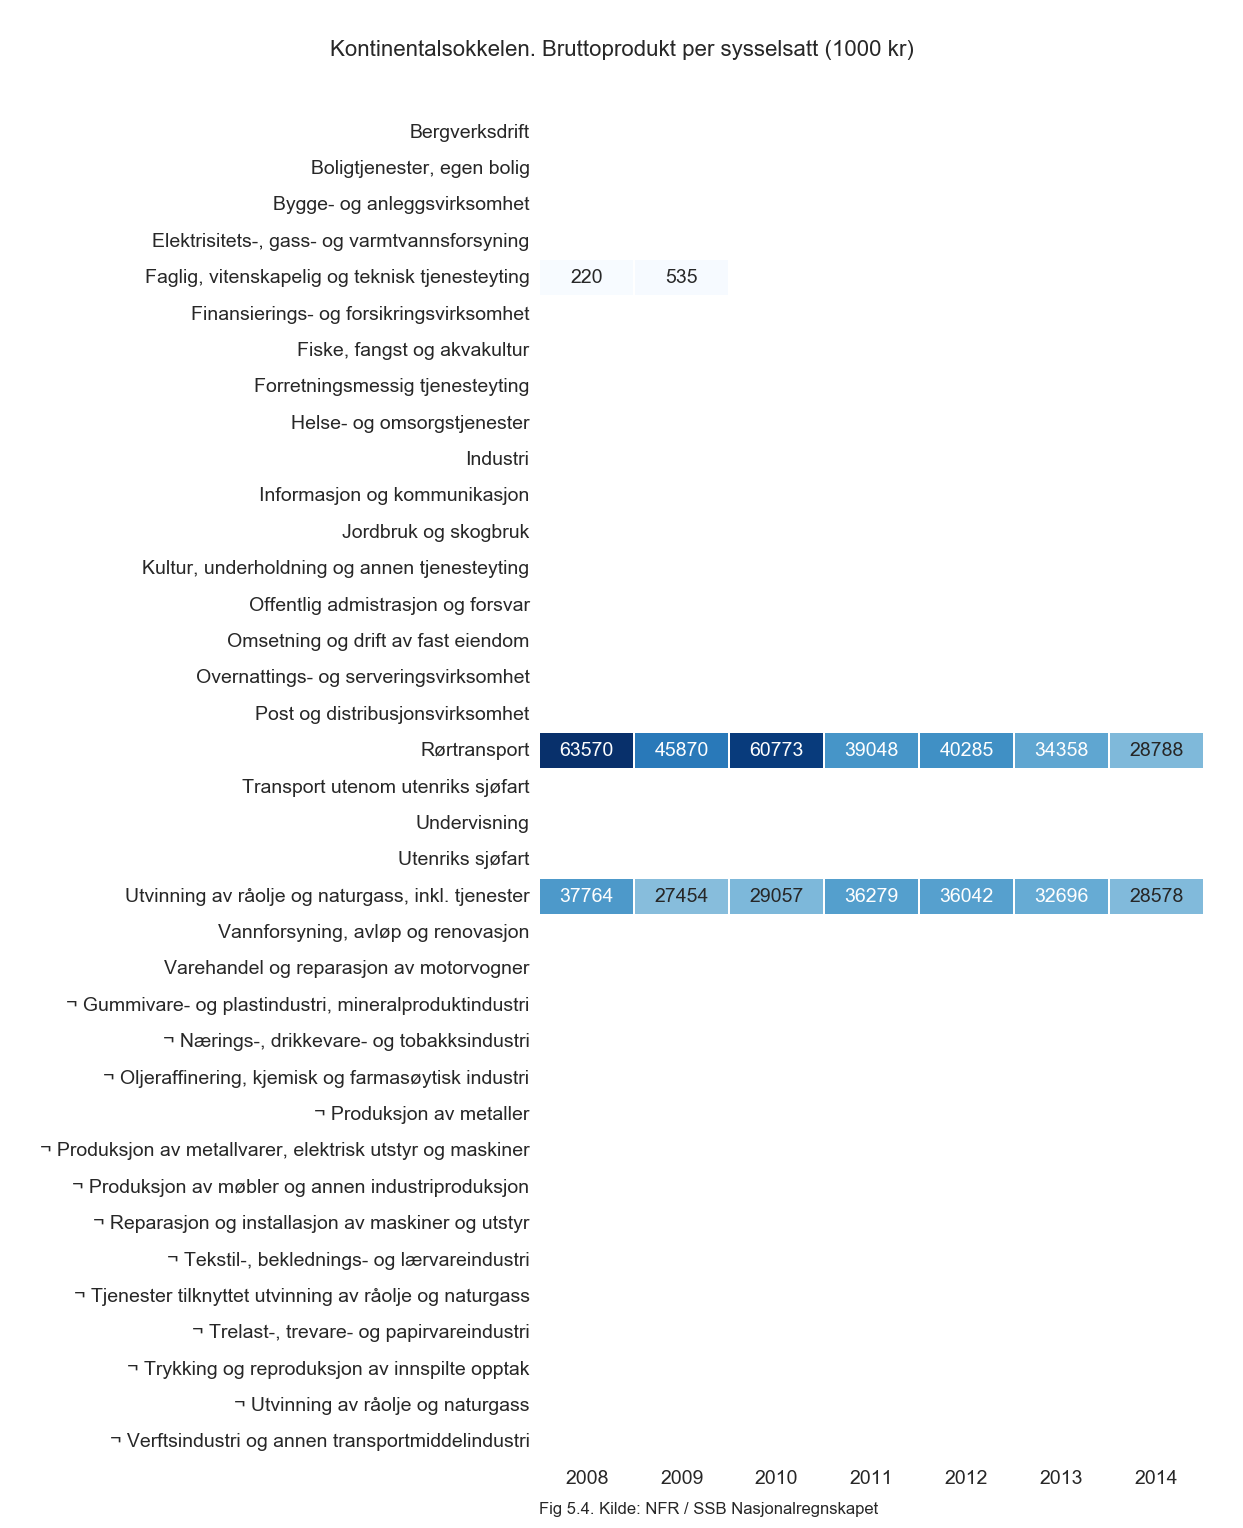 Kontinentalsokkelen. Bruttoprodukt per sysselsatt (1000 kr)
Bergverksdrift
Boligtjenester, egen bolig
Bygge- og anleggsvirksomhet
Elektrisitets-, gass- og varmtvannsforsyning
Faglig, vitenskapelig og teknisk tjenesteyting 220 535
Finansierings- og forsikringsvirksomhet
Fiske, fangst og akvakultur
Forretningsmessig tjenesteyting
Helse- og omsorgstjenester
Industri
Informasjon og kommunikasjon
Jordbruk og skogbruk
Kultur, underholdning og annen tjenesteyting
Offentlig admistrasjon og forsvar
Omsetning og drift av fast eiendom
Overnattings- og serveringsvirksomhet
Post og distribusjonsvirksomhet
Rørtransport 63570 45870 60773 39048 40285 34358 28788
Transport utenom utenriks sjøfart
Undervisning
Utenriks sjøfart
Utvinning av råolje og naturgass, inkl. tjenester 37764 27454 29057 36279 36042 32696 28578
Vannforsyning, avløp og renovasjon
Varehandel og reparasjon av motorvogner
¬ Gummivare- og plastindustri, mineralproduktindustri
¬ Nærings-, drikkevare- og tobakksindustri
¬ Oljeraffinering, kjemisk og farmasøytisk industri
¬ Produksjon av metaller
¬ Produksjon av metallvarer, elektrisk utstyr og maskiner
¬ Produksjon av møbler og annen industriproduksjon
¬ Reparasjon og installasjon av maskiner og utstyr
¬ Tekstil-, beklednings- og lærvareindustri
¬ Tjenester tilknyttet utvinning av råolje og naturgass
¬ Trelast-, trevare- og papirvareindustri
¬ Trykking og reproduksjon av innspilte opptak
¬ Utvinning av råolje og naturgass
¬ Verftsindustri og annen transportmiddelindustri
2008 2009 2010 2011 2012 2013 2014
Fig 5.4. Kilde: NFR / SSB Nasjonalregnskapet